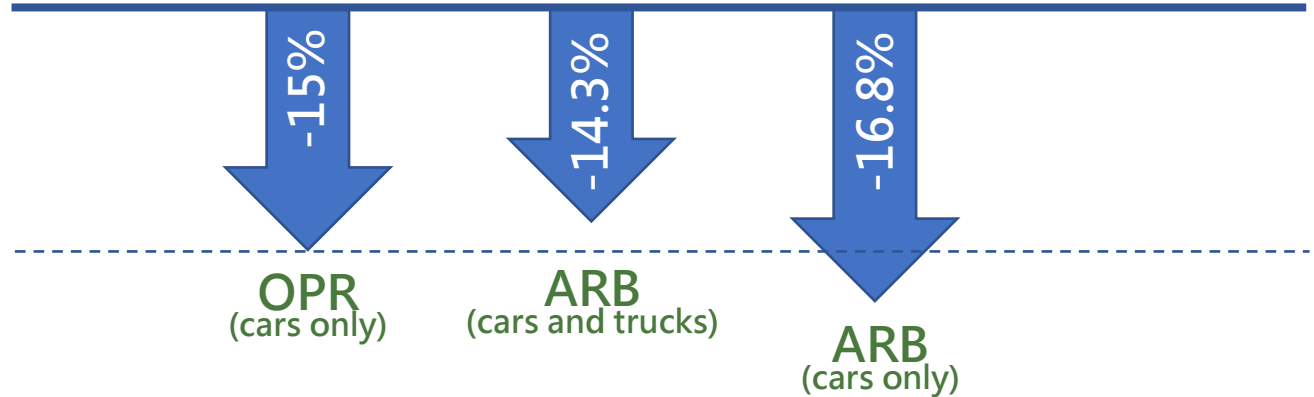 -15%
-14.3%
-16.8%
OPR
(cars only)
ARB
(cars and trucks)
ARB
(cars only)